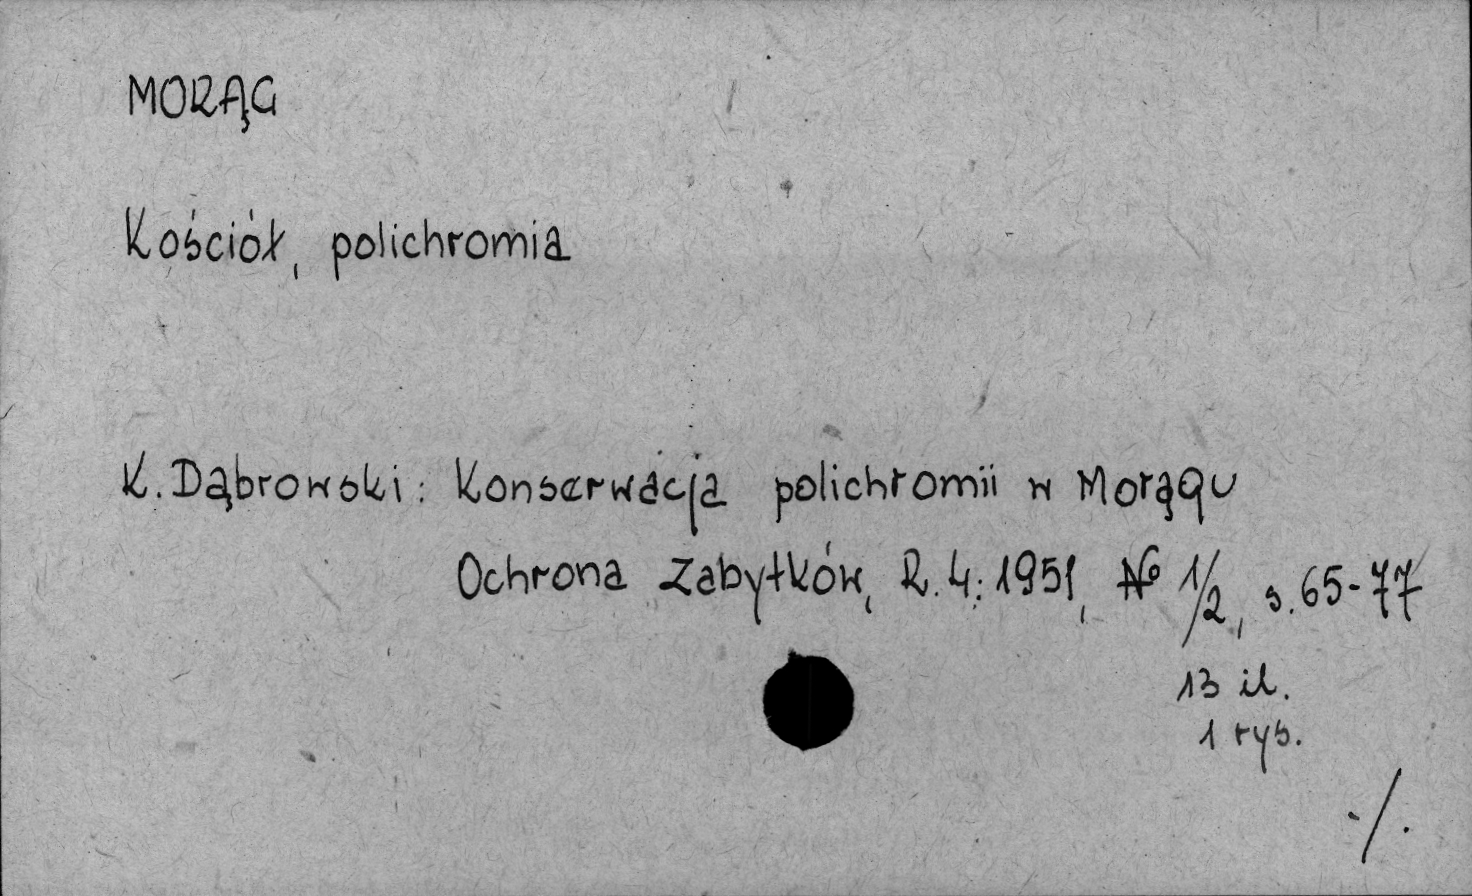 MORĄG
Kościół, polichromia
K. Dąbrowski: Konserwacja polichromii w Morągu
Ochrona Zabytków, R. 4: 1951, № 1/2, s. 65-77
13 il.
1 rys.
./.